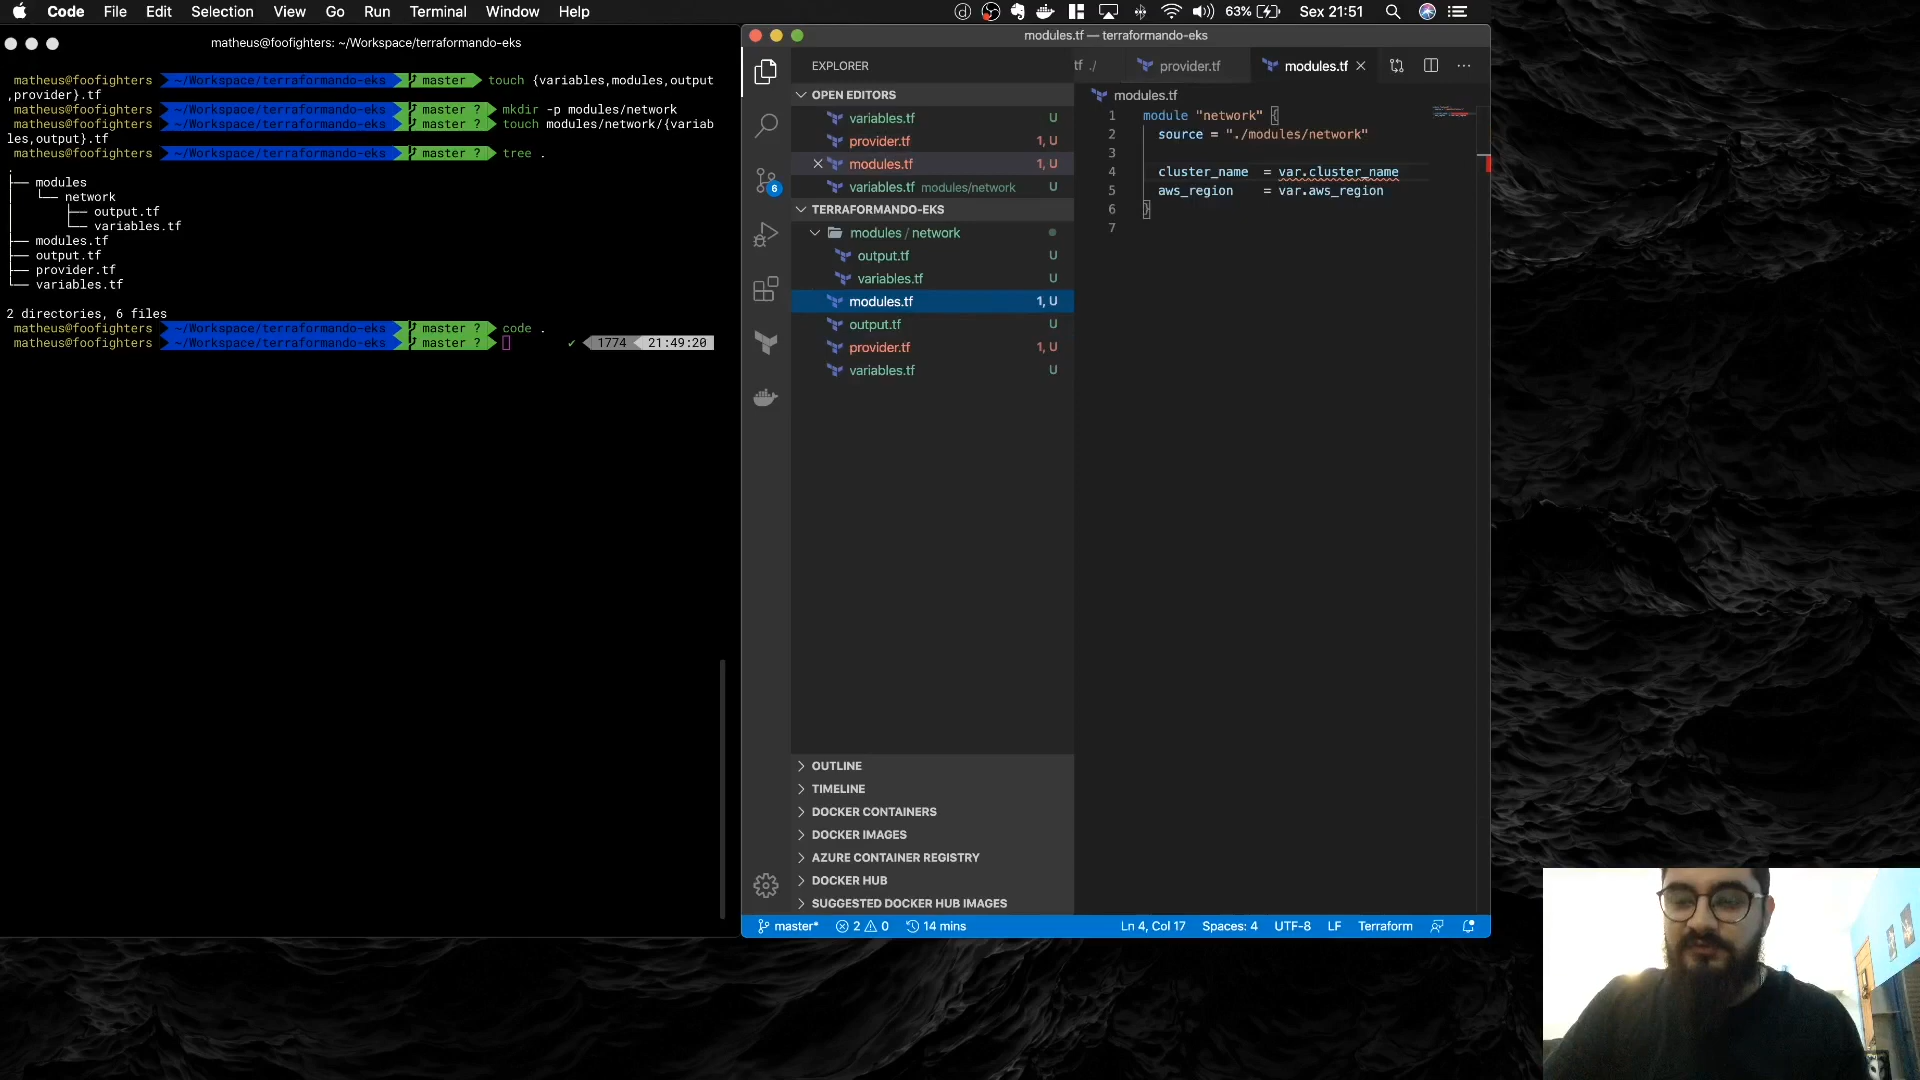 Code File Edit Selection View Go Run Terminal Window Help
63% Sex 21:51
matheus@foofighters: ~/Workspace/terraformando-eks
matheus@foofighters ~/Workspace/terraformando-eks master touch {variables,modules,output
,provider}.tf
matheus@foofighters ~/Workspace/terraformando-eks master ? mkdir -p modules/network
matheus@foofighters ~/Workspace/terraformando-eks master ? touch modules/network/{variab
les,output}.tf
matheus@foofighters ~/Workspace/terraformando-eks master ? tree .
.
├── modules
│   └── network
│       ├── output.tf
│       └── variables.tf
├── modules.tf
├── output.tf
├── provider.tf
└── variables.tf
2 directories, 6 files
matheus@foofighters ~/Workspace/terraformando-eks master ? code .
matheus@foofighters ~/Workspace/terraformando-eks master ? ✔ 1774 21:49:20
modules.tf — terraformando-eks
EXPLORER
OPEN EDITORS
variables.tf U
provider.tf 1, U
modules.tf 1, U
variables.tf modules/network U
TERRAFORMANDO-EKS
modules / network
output.tf U
variables.tf U
modules.tf 1, U
output.tf U
provider.tf 1, U
variables.tf U
OUTLINE
TIMELINE
DOCKER CONTAINERS
DOCKER IMAGES
AZURE CONTAINER REGISTRY
DOCKER HUB
SUGGESTED DOCKER HUB IMAGES
6
tf ./ provider.tf modules.tf
modules.tf
1 module "network" {
2 source = "./modules/network"
3
4 cluster_name = var.cluster_name
5 aws_region = var.aws_region
6 }
7
master* 2 0 14 mins Ln 4, Col 17 Spaces: 4 UTF-8 LF Terraform